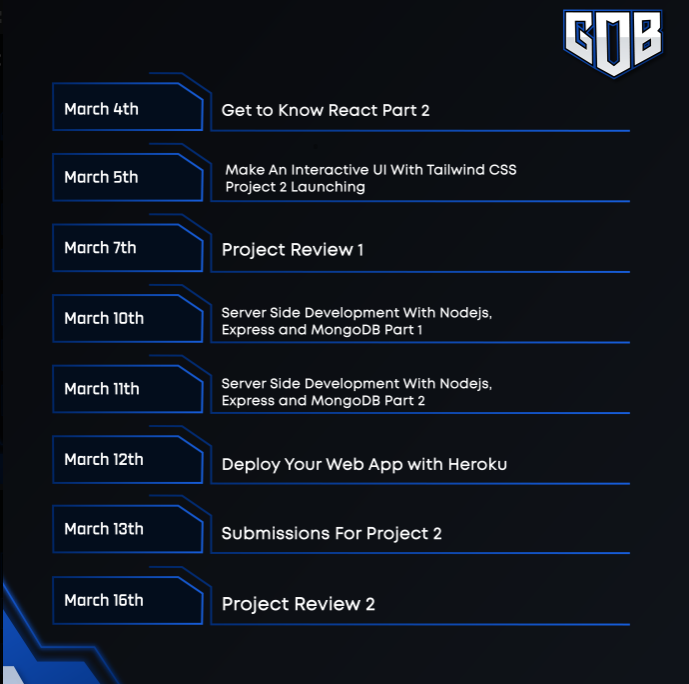 GOB
March 4th
Get to Know React Part 2
March 5th
Make An Interactive UI With Tailwind CSS
Project 2 Launching
March 7th
Project Review 1
March 10th
Server Side Development With Nodejs,
Express and MongoDB Part 1
March 11th
Server Side Development With Nodejs,
Express and MongoDB Part 2
March 12th
Deploy Your Web App with Heroku
March 13th
Submissions For Project 2
March 16th
Project Review 2